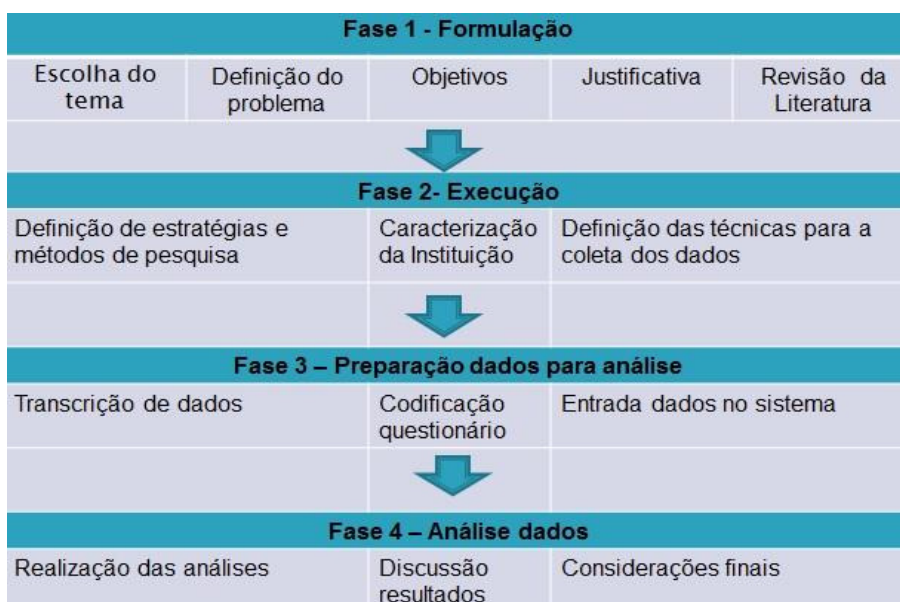 Fase 1 - Formulação
Escolha do tema
Definição do problema
Objetivos
Justificativa
Revisão da Literatura
Fase 2- Execução
Definição de estratégias e métodos de pesquisa
Caracterização da Instituição
Definição das técnicas para a coleta dos dados
Fase 3 – Preparação dados para análise
Transcrição de dados
Codificação questionário
Entrada dados no sistema
Fase 4 – Análise dados
Realização das análises
Discussão resultados
Considerações finais